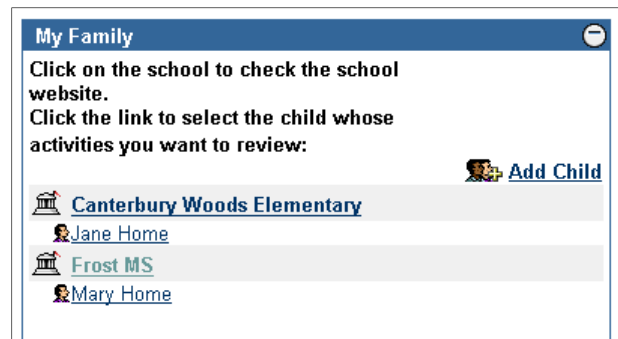 My Family
Click on the school to check the school
website.
Click the link to select the child whose
activities you want to review:
Add Child
Canterbury Woods Elementary
Jane Home
Frost MS
Mary Home